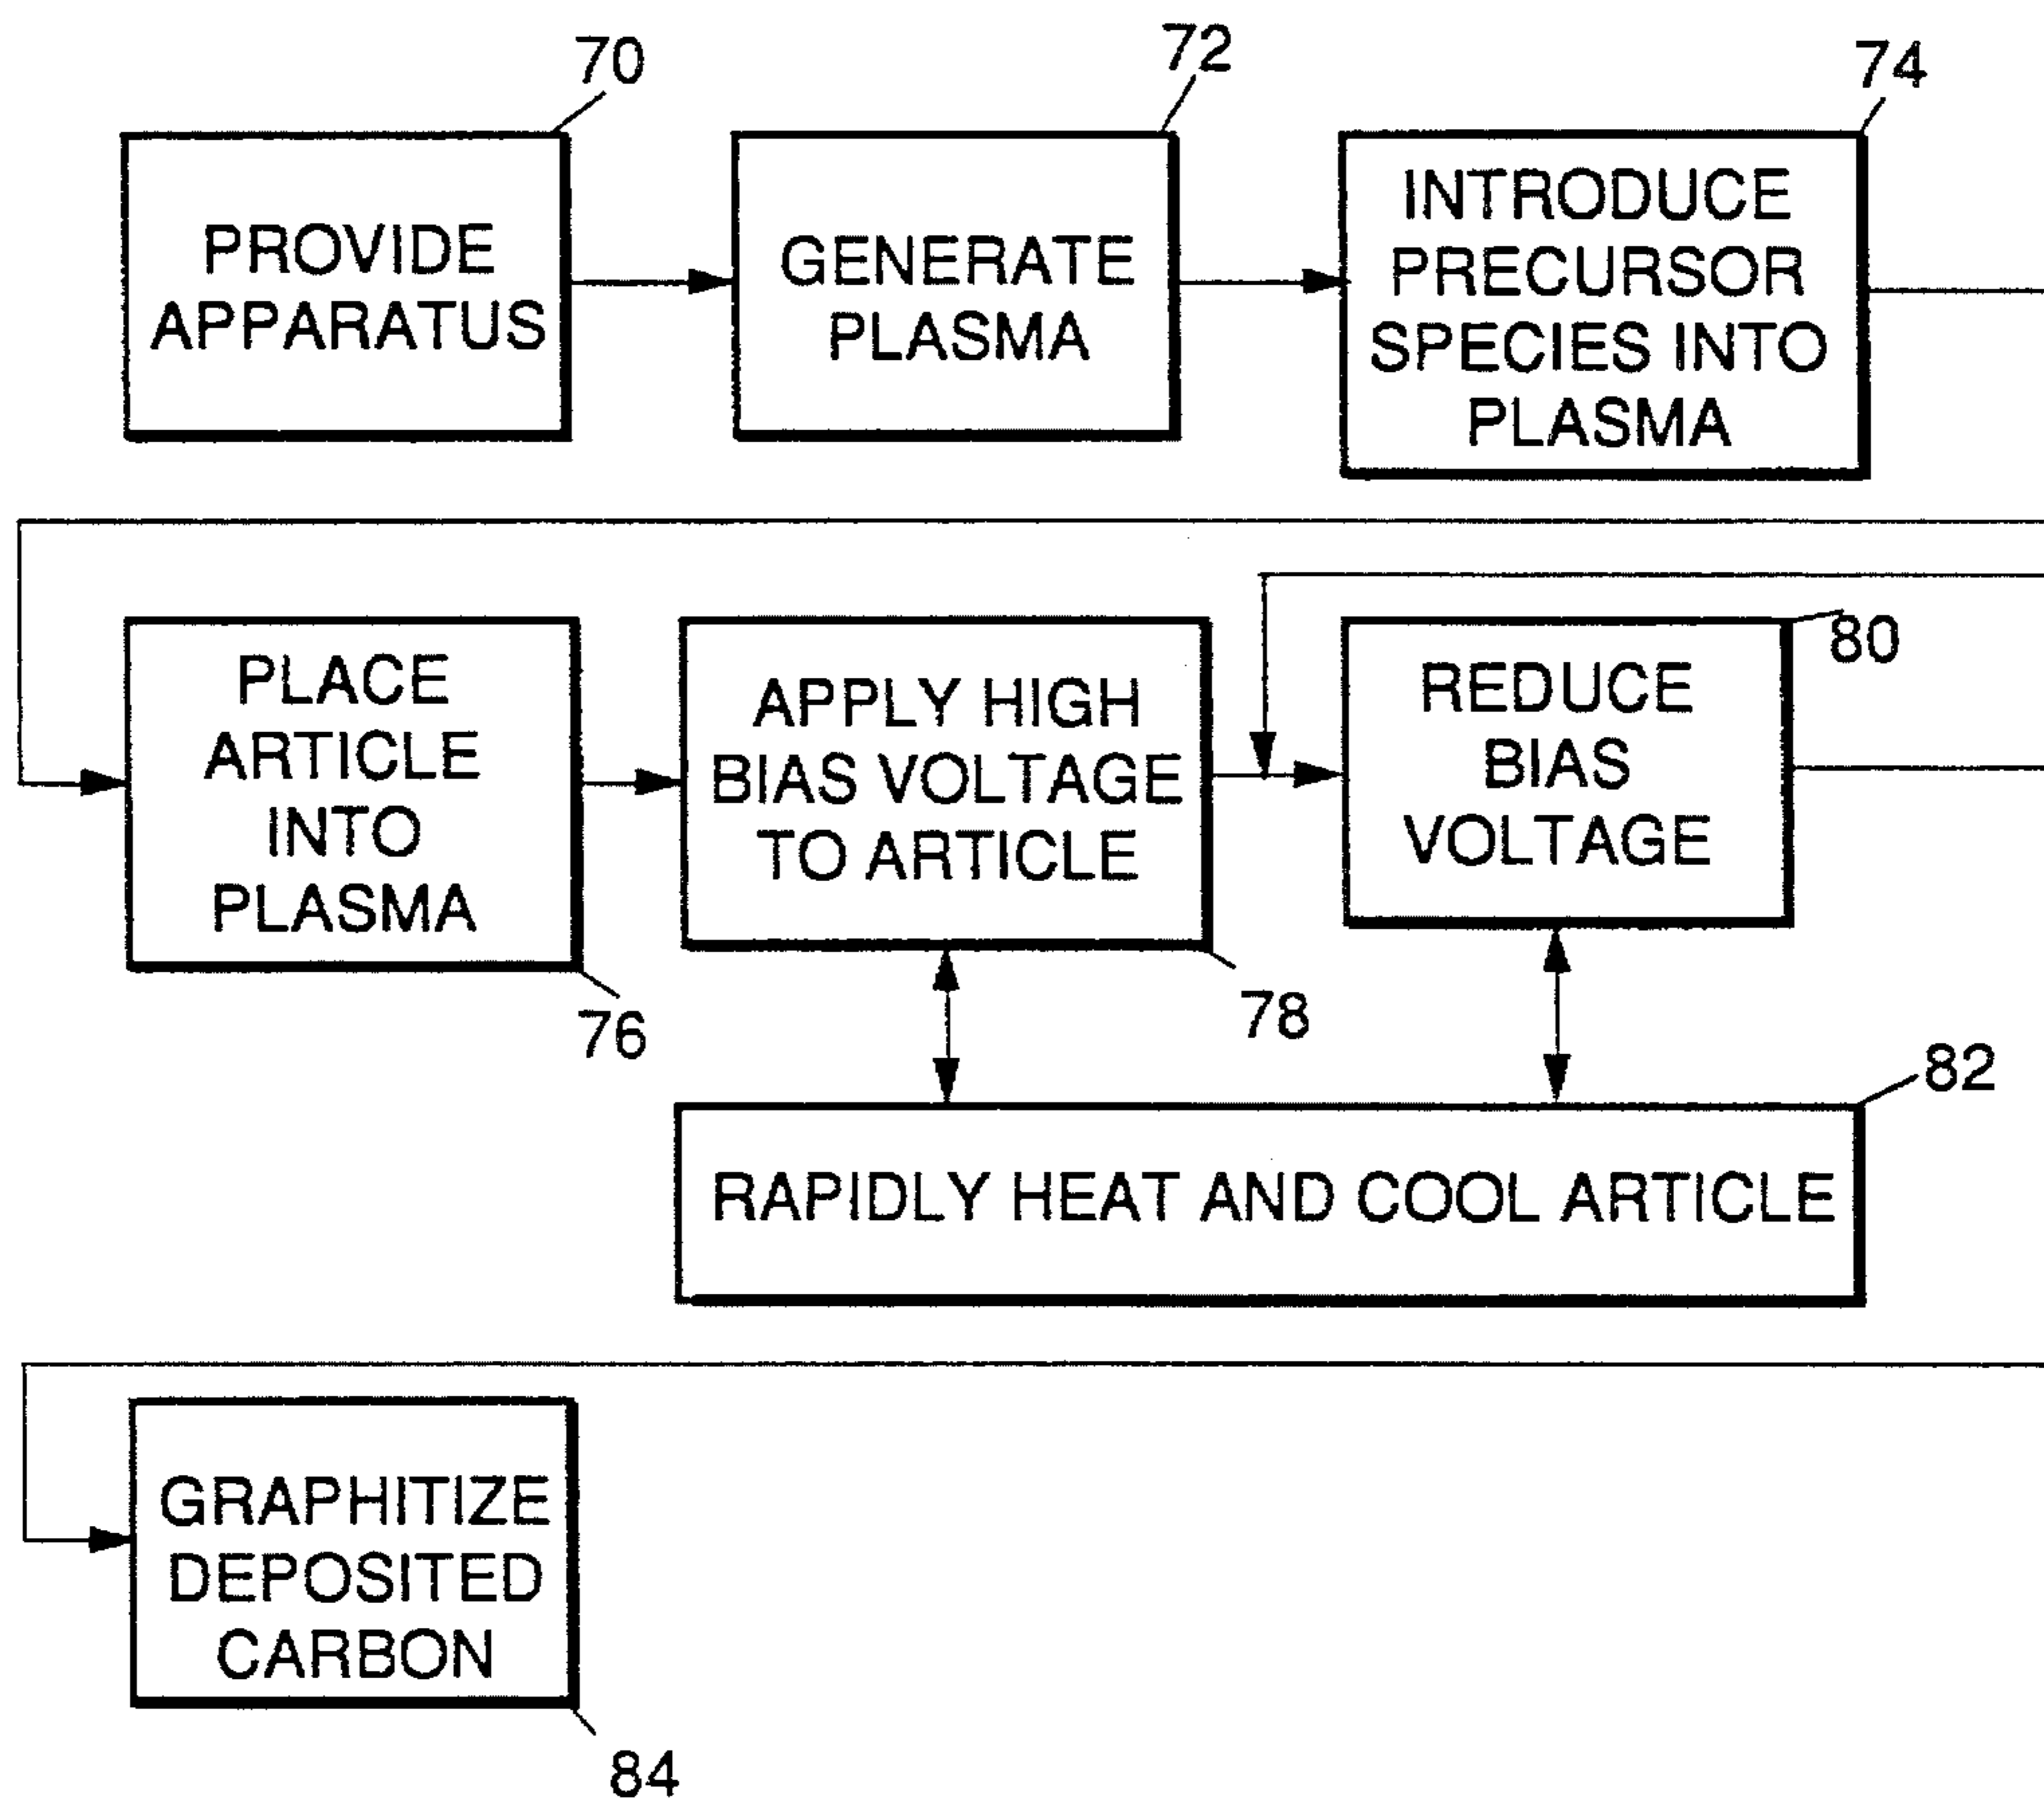 70
PROVIDE
APPARATUS
72
GENERATE
PLASMA
74
INTRODUCE
PRECURSOR
SPECIES INTO
PLASMA
PLACE
ARTICLE
INTO
PLASMA
76
APPLY HIGH
BIAS VOLTAGE
TO ARTICLE
78
80
REDUCE
BIAS
VOLTAGE
82
RAPIDLY HEAT AND COOL ARTICLE
GRAPHITIZE
DEPOSITED
CARBON
84